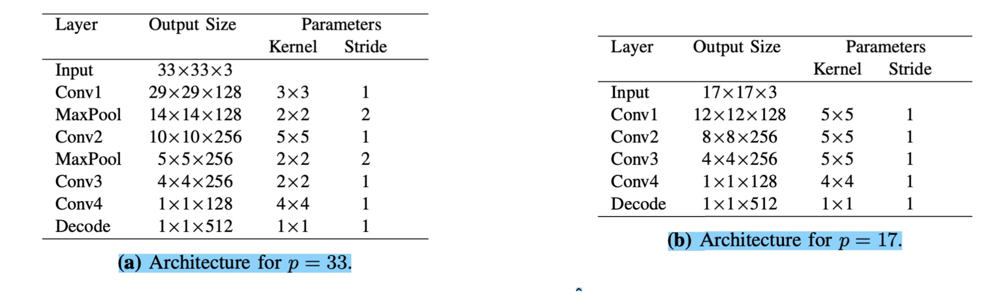 Layer Output Size Parameters
Kernel Stride
Input 33×33×3
Conv1 29×29×128 3×3 1
MaxPool 14×14×128 2×2 2
Conv2 10×10×256 5×5 1
MaxPool 5×5×256 2×2 2
Conv3 4×4×256 2×2 1
Conv4 1×1×128 4×4 1
Decode 1×1×512 1×1 1
(a) Architecture for p = 33.
Layer Output Size Parameters
Kernel Stride
Input 17×17×3
Conv1 12×12×128 5×5 1
Conv2 8×8×256 5×5 1
Conv3 4×4×256 5×5 1
Conv4 1×1×128 4×4 1
Decode 1×1×512 1×1 1
(b) Architecture for p = 17.
ˆ